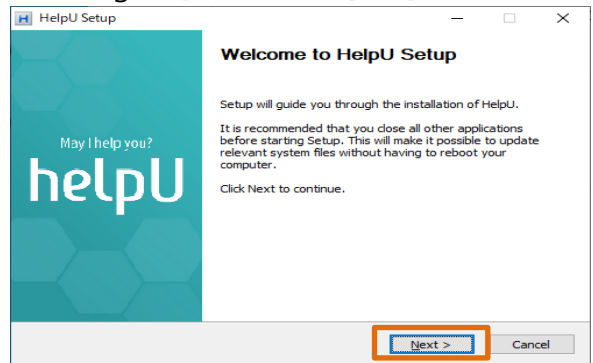 HelpU Setup
Welcome to HelpU Setup
Setup will guide you through the installation of HelpU.
It is recommended that you close all other applications
before starting Setup. This will make it possible to update
relevant system files without having to reboot your
computer.
Click Next to continue.
May I help you?
helpU
Next >
Cancel